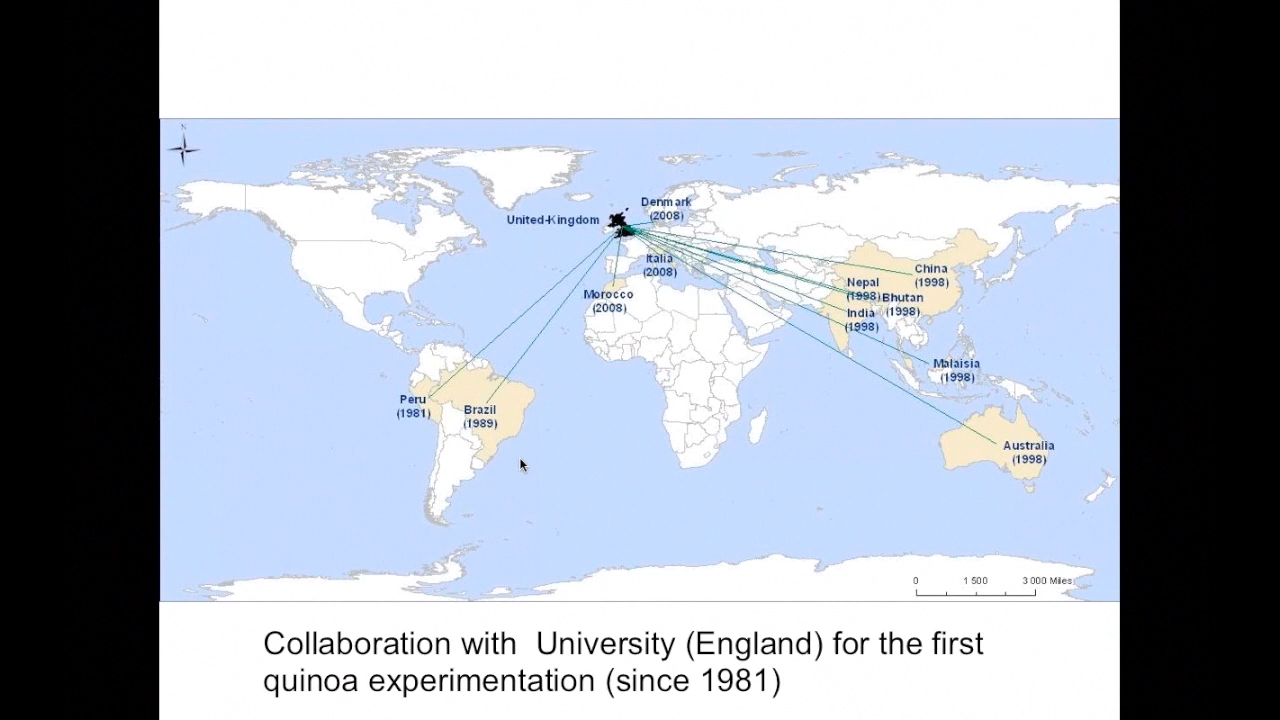 N
United-Kingdom
Denmark
(2008)
Italia
(2008)
Morocco
(2008)
China
(1998)
Nepal
(1998)
Bhutan
(1998)
India
(1998)
Malaisia
(1998)
Peru
(1981)
Brazil
(1989)
Australia
(1998)
0 1 500 3 000 Miles
Collaboration with University (England) for the first
quinoa experimentation (since 1981)